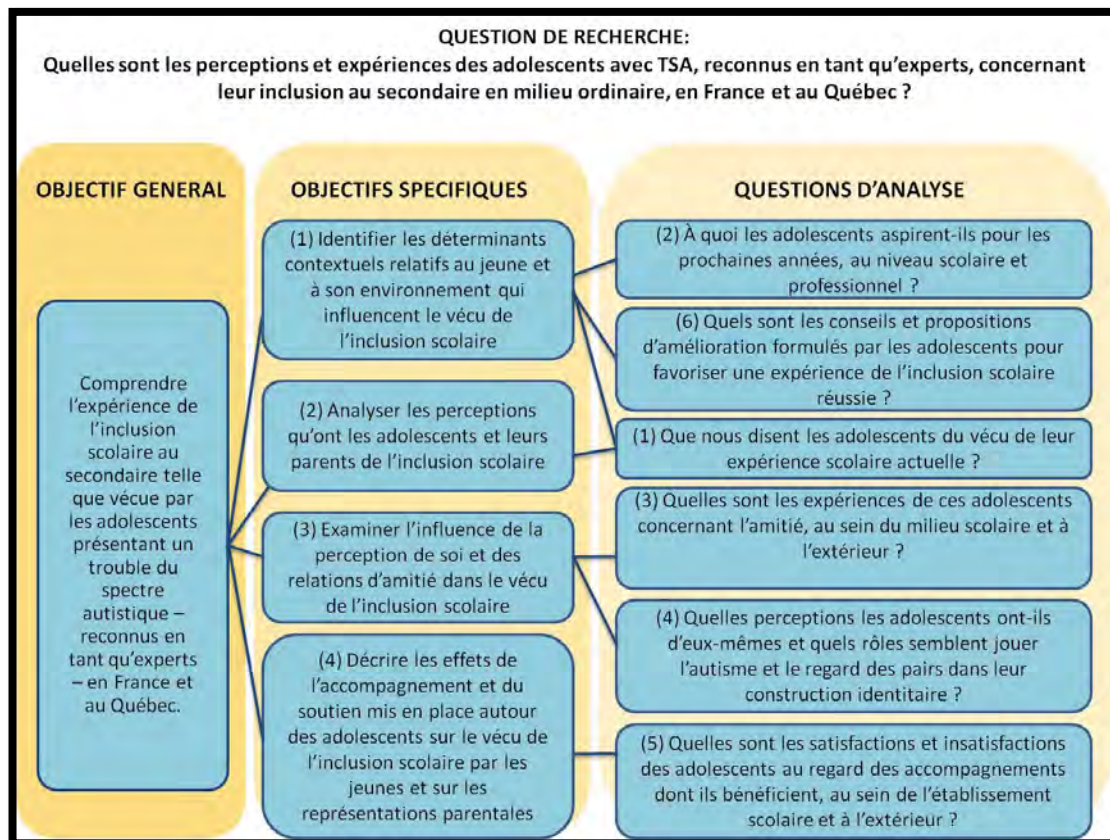 QUESTION DE RECHERCHE:
Quelles sont les perceptions et expériences des adolescents avec TSA, reconnus en tant qu'experts, concernant
leur inclusion au secondaire en milieu ordinaire, en France et au Québec ?
OBJECTIF GENERAL
Comprendre
l'expérience de
l'inclusion
scolaire au
secondaire telle
que vécue par
les adolescents
présentant un
trouble du
spectre
autistique –
reconnus en
tant qu'experts
– en France et
au Québec.
OBJECTIFS SPECIFIQUES
(1) Identifier les déterminants
contextuels relatifs au jeune et
à son environnement qui
influencent le vécu de
l'inclusion scolaire
(2) Analyser les perceptions
qu'ont les adolescents et leurs
parents de l'inclusion scolaire
(3) Examiner l'influence de la
perception de soi et des
relations d'amitié dans le vécu
de l'inclusion scolaire
(4) Décrire les effets de
l'accompagnement et du
soutien mis en place autour
des adolescents sur le vécu de
l'inclusion scolaire par les
jeunes et sur les
représentations parentales
QUESTIONS D'ANALYSE
(2) À quoi les adolescents aspirent-ils pour les
prochaines années, au niveau scolaire et
professionnel ?
(6) Quels sont les conseils et propositions
d'amélioration formulés par les adolescents pour
favoriser une expérience de l'inclusion scolaire
réussie ?
(1) Que nous disent les adolescents du vécu de leur
expérience scolaire actuelle ?
(3) Quelles sont les expériences de ces adolescents
concernant l'amitié, au sein du milieu scolaire et à
l'extérieur ?
(4) Quelles perceptions les adolescents ont-ils
d'eux-mêmes et quels rôles semblent jouer
l'autisme et le regard des pairs dans leur
construction identitaire ?
(5) Quelles sont les satisfactions et insatisfactions
des adolescents au regard des accompagnements
dont ils bénéficient, au sein de l'établissement
scolaire et à l'extérieur ?